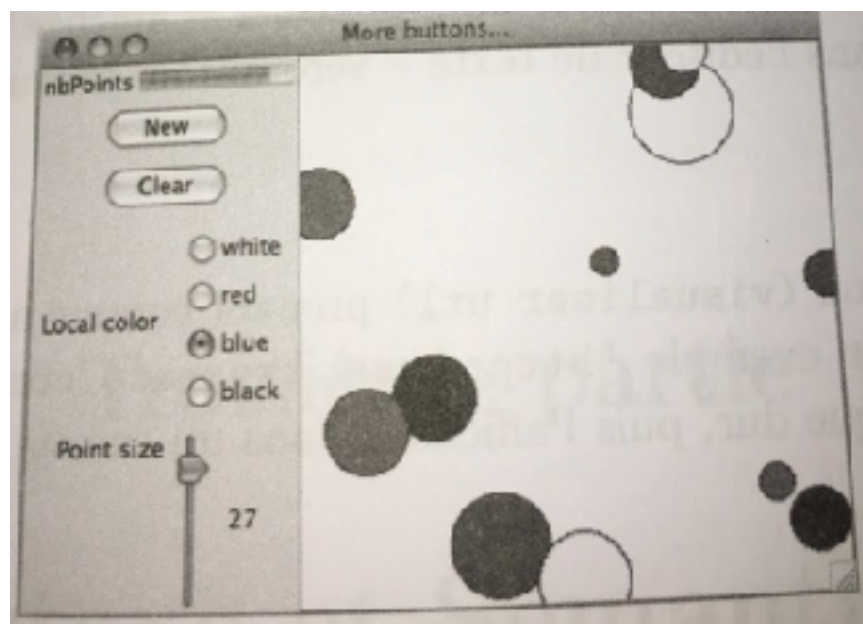 More buttons...
nbPoints
New
Clear
white
red
Local color
blue
black
Point size
27